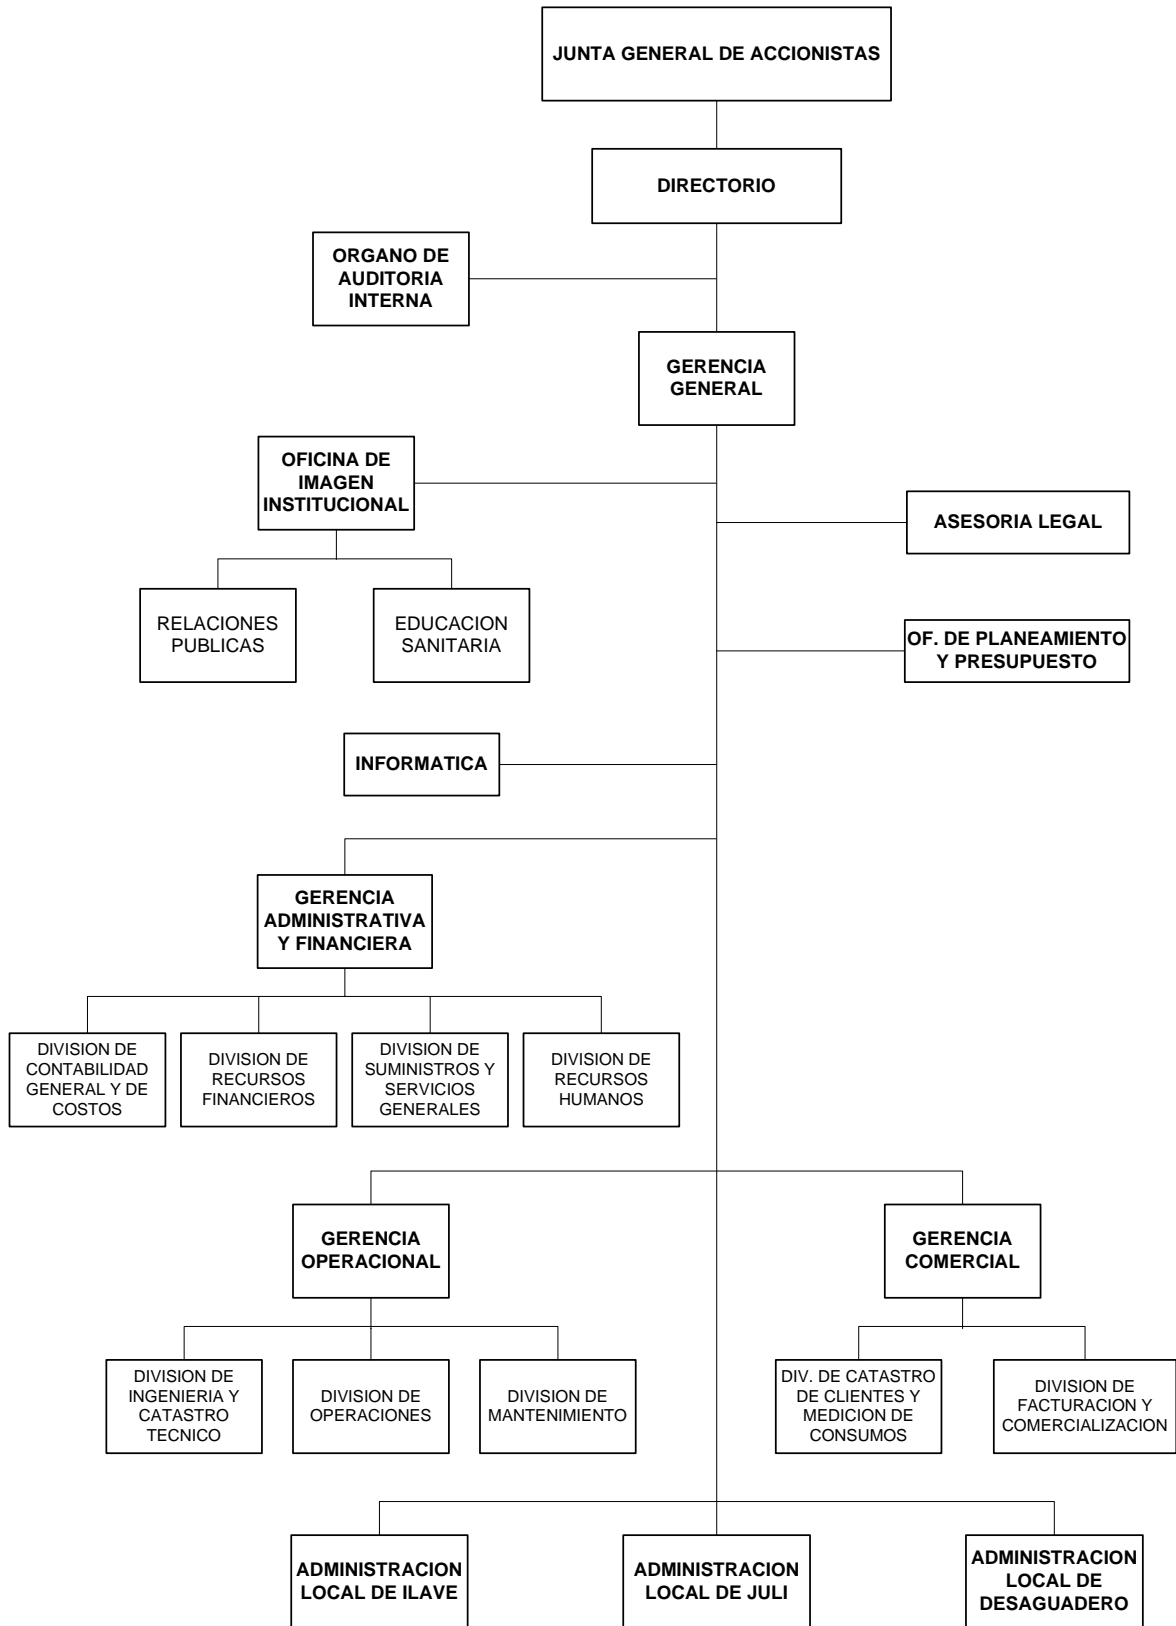 JUNTA GENERAL DE ACCIONISTAS
DIRECTORIO
ORGANO DE
AUDITORIA
INTERNA
GERENCIA
GENERAL
OFICINA DE
IMAGEN
INSTITUCIONAL
ASESORIA LEGAL
RELACIONES
PUBLICAS
EDUCACION
SANITARIA
OF. DE PLANEAMIENTO
Y PRESUPUESTO
INFORMATICA
GERENCIA
ADMINISTRATIVA
Y FINANCIERA
DIVISION DE
CONTABILIDAD
GENERAL Y DE
COSTOS
DIVISION DE
RECURSOS
FINANCIEROS
DIVISION DE
SUMINISTROS Y
SERVICIOS
GENERALES
DIVISION DE
RECURSOS
HUMANOS
GERENCIA
OPERACIONAL
GERENCIA
COMERCIAL
DIVISION DE
INGENIERIA Y
CATASTRO
TECNICO
DIVISION DE
OPERACIONES
DIVISION DE
MANTENIMIENTO
DIV. DE CATASTRO
DE CLIENTES Y
MEDICION DE
CONSUMOS
DIVISION DE
FACTURACION Y
COMERCIALIZACION
ADMINISTRACION
LOCAL DE ILAVE
ADMINISTRACION
LOCAL DE JULI
ADMINISTRACION
LOCAL DE
DESAGUADERO